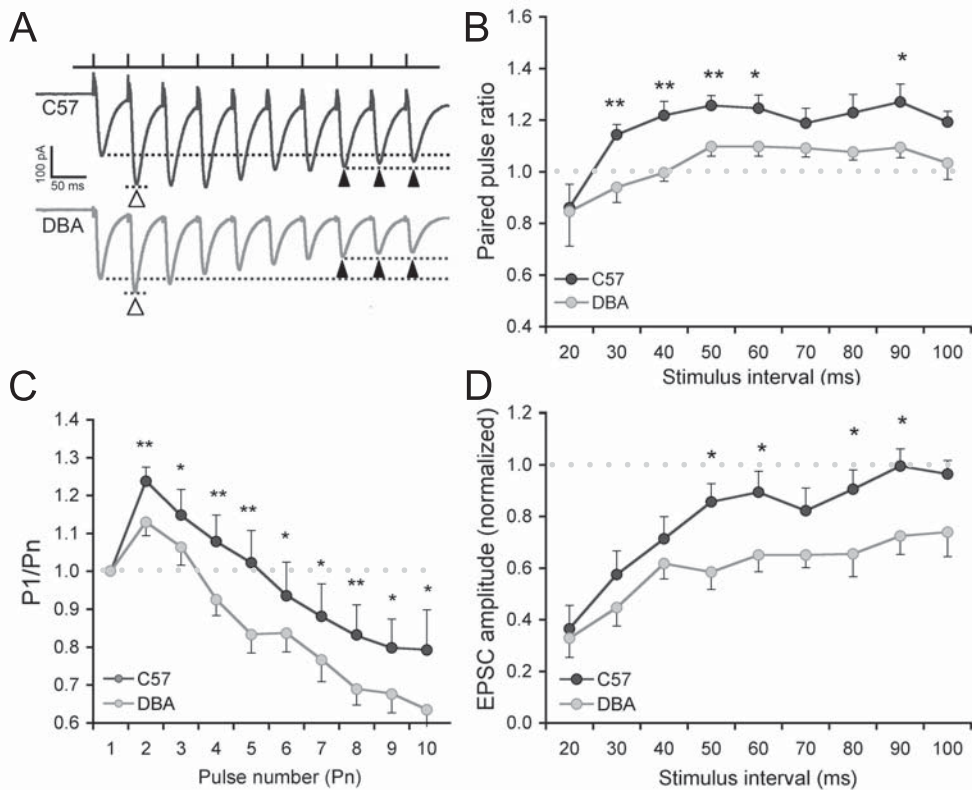 A
C57
100 pA
50 ms
DBA
B
Paired pulse ratio
1.6
1.4
1.2
1.0
0.8
0.6
0.4
** ** ** * *
C57
DBA
20 30 40 50 60 70 80 90 100
Stimulus interval (ms)
C
P1/Pn
1.4
1.3
1.2
1.1
1.0
0.9
0.8
0.7
0.6
** * ** ** * * ** * *
C57
DBA
1 2 3 4 5 6 7 8 9 10
Pulse number (Pn)
D
EPSC amplitude (normalized)
1.2
1.0
0.8
0.6
0.4
0.2
0.0
* * * *
C57
DBA
20 30 40 50 60 70 80 90 100
Stimulus interval (ms)